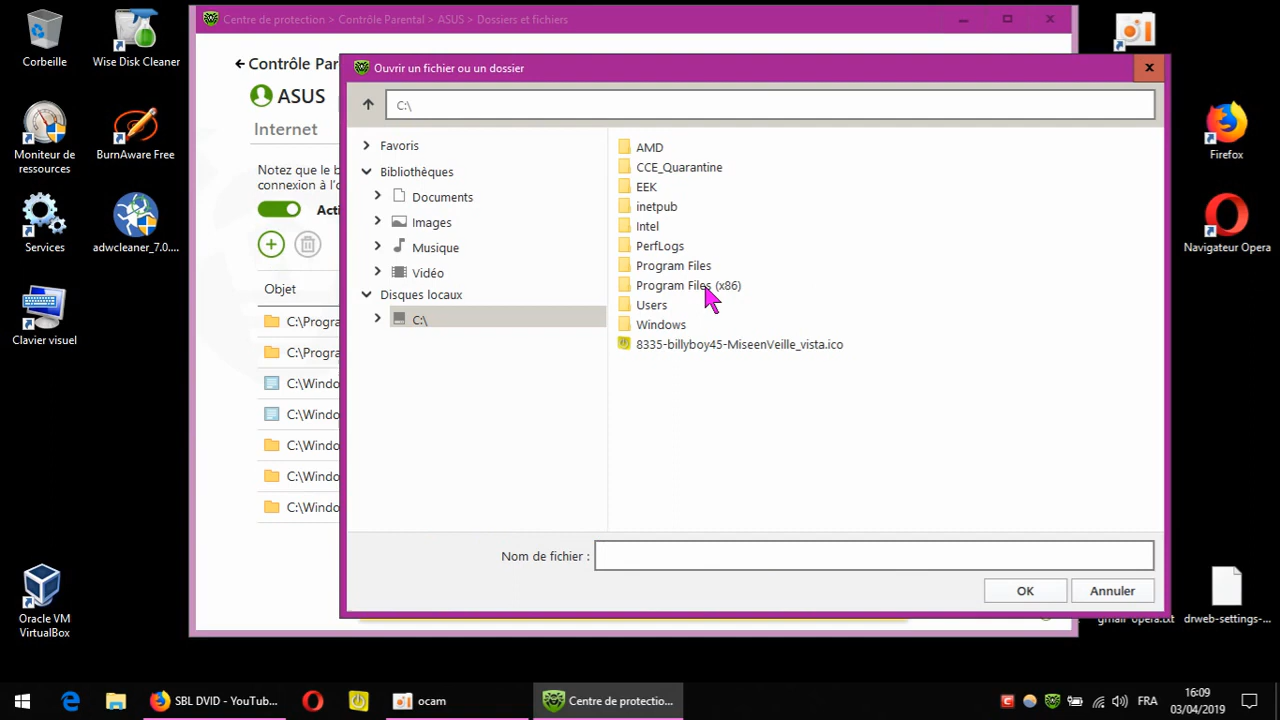 Corbeille
Wise Disk Cleaner
Moniteur de
ressources
BurnAware Free
Services
adwcleaner_7.0....
Clavier visuel
Oracle VM
VirtualBox
Centre de protection > Contrôle Parental > ASUS > Dossiers et fichiers
Contrôle Par
ASUS
Internet
Notez que le b
connexion à l'o
Acti
Objet
C:\Progra
C:\Progra
C:\Windo
C:\Windo
C:\Windo
C:\Windo
C:\Windo
Ouvrir un fichier ou un dossier
C:\
Favoris
Bibliothèques
Documents
Images
Musique
Vidéo
Disques locaux
C:\
AMD
CCE_Quarantine
EEK
inetpub
Intel
PerfLogs
Program Files
Program Files (x86)
Users
Windows
8335-billyboy45-MiseenVeille_vista.ico
Nom de fichier :
OK
Annuler
Firefox
Navigateur Opera
gmail_opera.txt
drweb-settings-...
SBL DVID - YouTub...
ocam
Centre de protectio...
FRA
16:09
03/04/2019